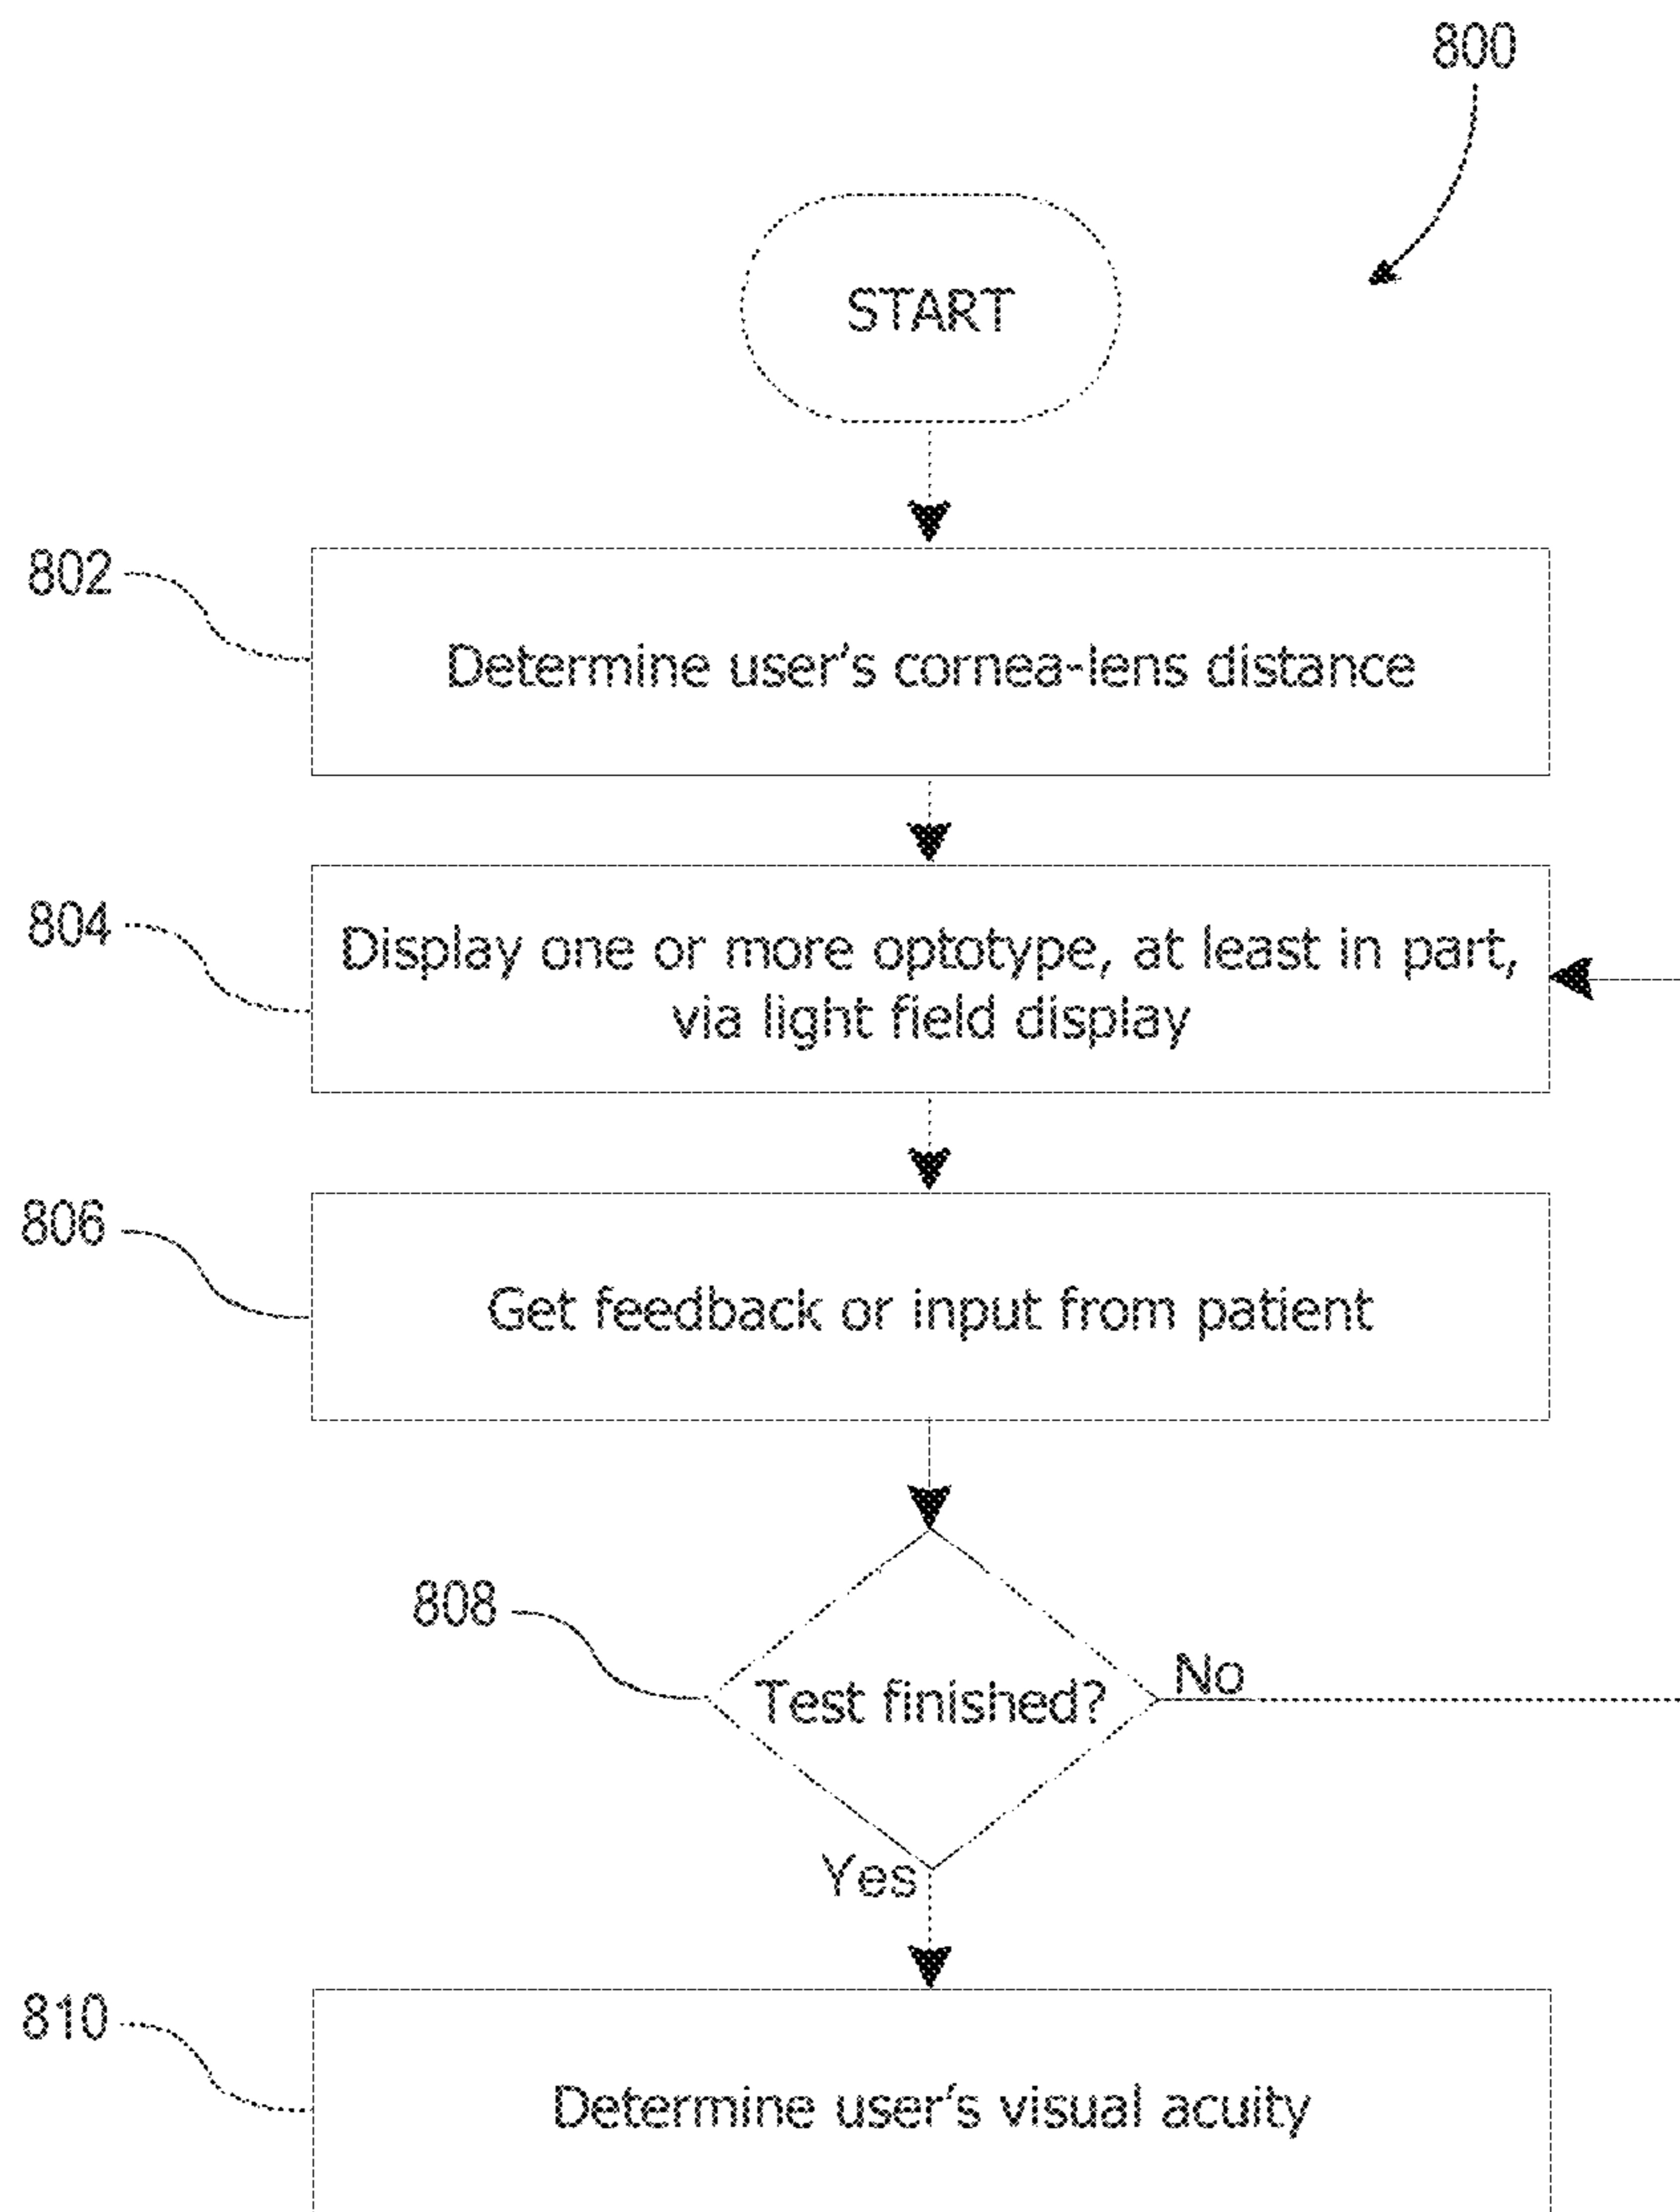 800
START
802
Determine user's cornea-lens distance
804
Display one or more optotype, at least in part,
via light field display
806
Get feedback or input from patient
808
Test finished?
No
Yes
810
Determine user's visual acuity